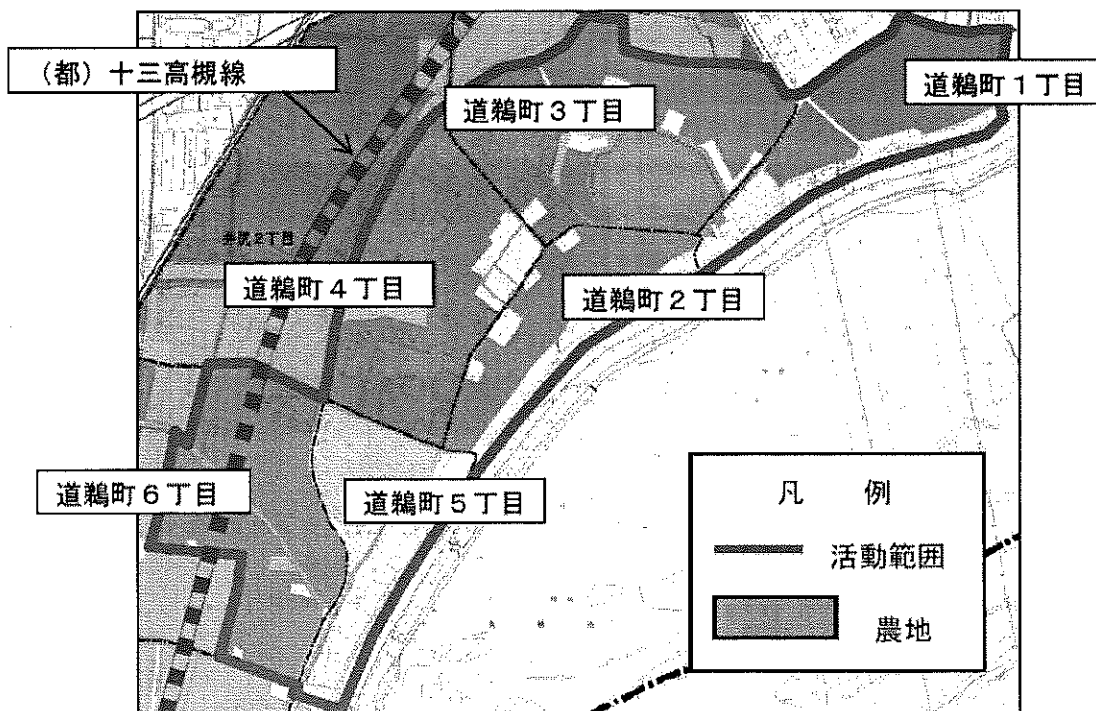 （都）十三高槻線
道鵜町３丁目
道鵜町１丁目
道鵜町４丁目
道鵜町２丁目
道鵜町６丁目
道鵜町５丁目
凡　例
活動範囲
農地